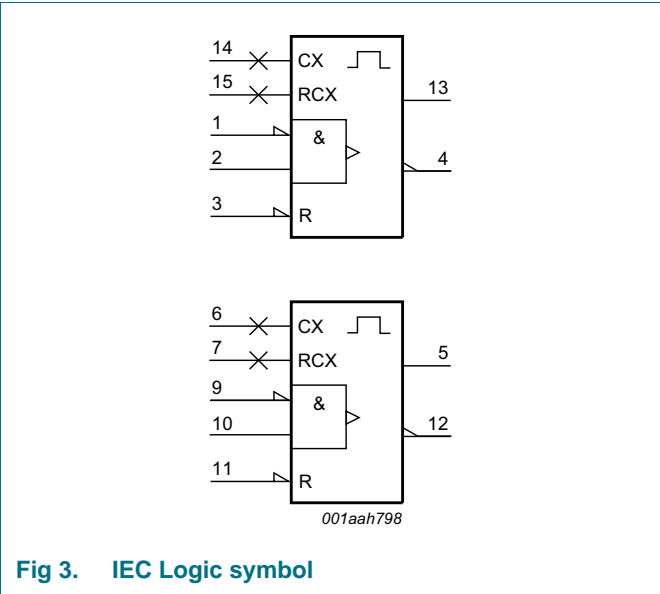 14 CX
15 RCX 13
1 &
2 4
3 R
6 CX
7 RCX 5
9 &
10 12
11 R
001aah798
Fig 3. IEC Logic symbol